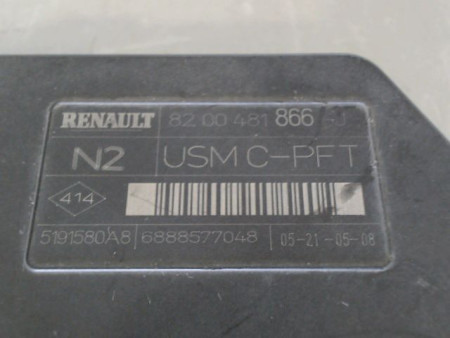 RENAULT 82 00 481 866 -J
N2 USM C-PFT
414
5191580A8 6888577048 05-21-05-08